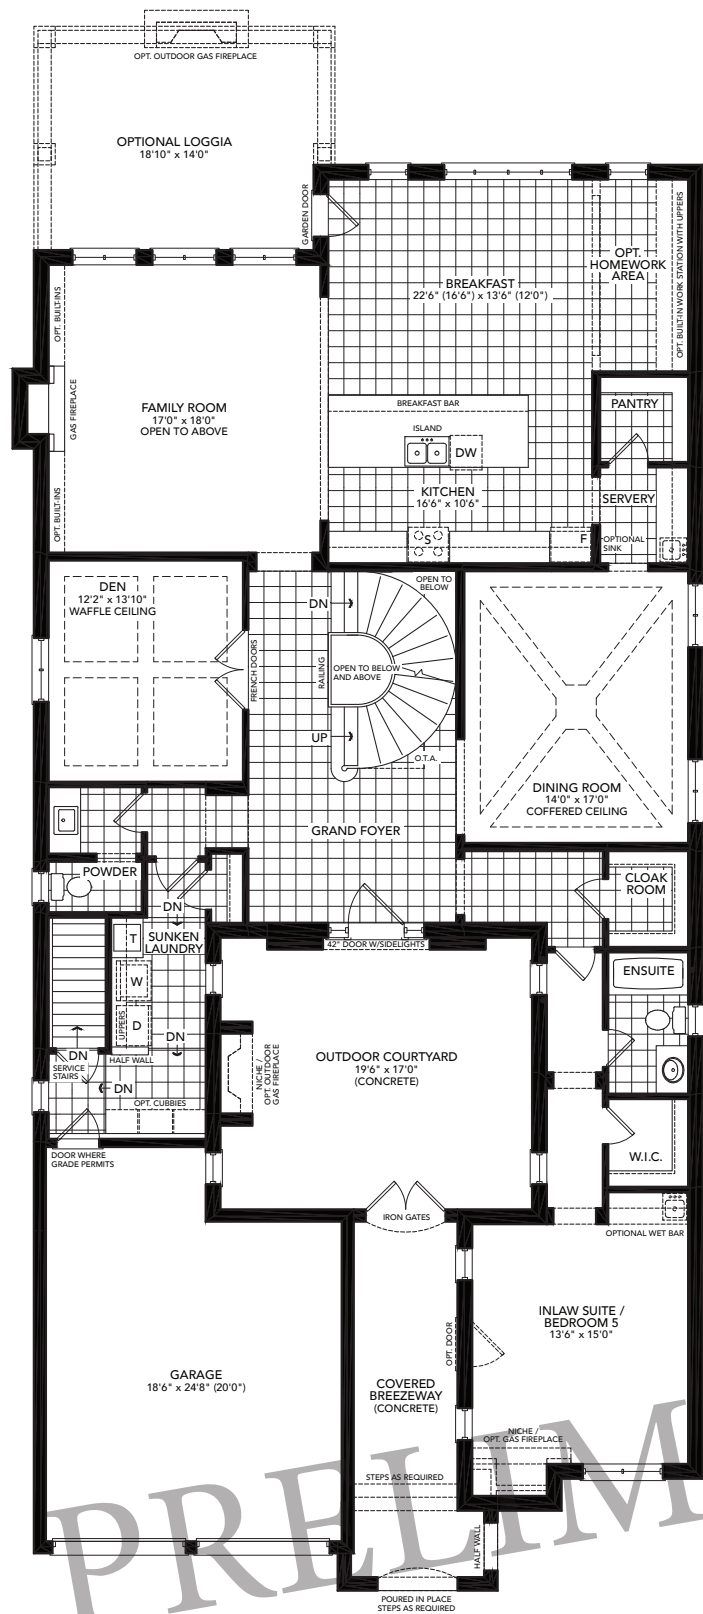 OPT. OUTDOOR GAS FIREPLACE
OPTIONAL LOGGIA
18'10" x 14'0"
GARDEN DOOR
OPT.
HOMEWORK
AREA
OPT. BUILT-IN WORK STATION WITH UPPERS
BREAKFAST
22'6" (16'6") x 13'6" (12'0")
OPT. BUILT-INS
GAS FIREPLACE
FAMILY ROOM
17'0" x 18'0"
OPEN TO ABOVE
OPT. BUILT-INS
BREAKFAST BAR
ISLAND
DW
PANTRY
KITCHEN
16'6" x 10'6"
SERVERY
S
F
OPTIONAL
SINK
DEN
12'2" x 13'10"
WAFFLE CEILING
FRENCH DOORS
DN
OPEN TO
BELOW
RAILING
OPEN TO BELOW
AND ABOVE
UP
O.T.A.
DINING ROOM
14'0" x 17'0"
COFFERED CEILING
GRAND FOYER
POWDER
CLOAK
ROOM
DN
SUNKEN
LAUNDRY
T
W
D
UPPERS
HALF WALL
DN
DN
SERVICE
STAIRS
DN
OPT. CUBBIES
DOOR WHERE
GRADE PERMITS
42" DOOR W/SIDELIGHTS
ENSUITE
NICHE /
OPT. OUTDOOR
GAS FIREPLACE
OUTDOOR COURTYARD
19'6" x 17'0"
(CONCRETE)
W.I.C.
IRON GATES
OPTIONAL WET BAR
INLAW SUITE /
BEDROOM 5
13'6" x 15'0"
OPT. DOOR
GARAGE
18'6" x 24'8" (20'0")
COVERED
BREEZEWAY
(CONCRETE)
NICHE /
OPT. GAS FIREPLACE
STEPS AS REQUIRED
HALF WALL
POURED IN PLACE
STEPS AS REQUIRED
PRELIM